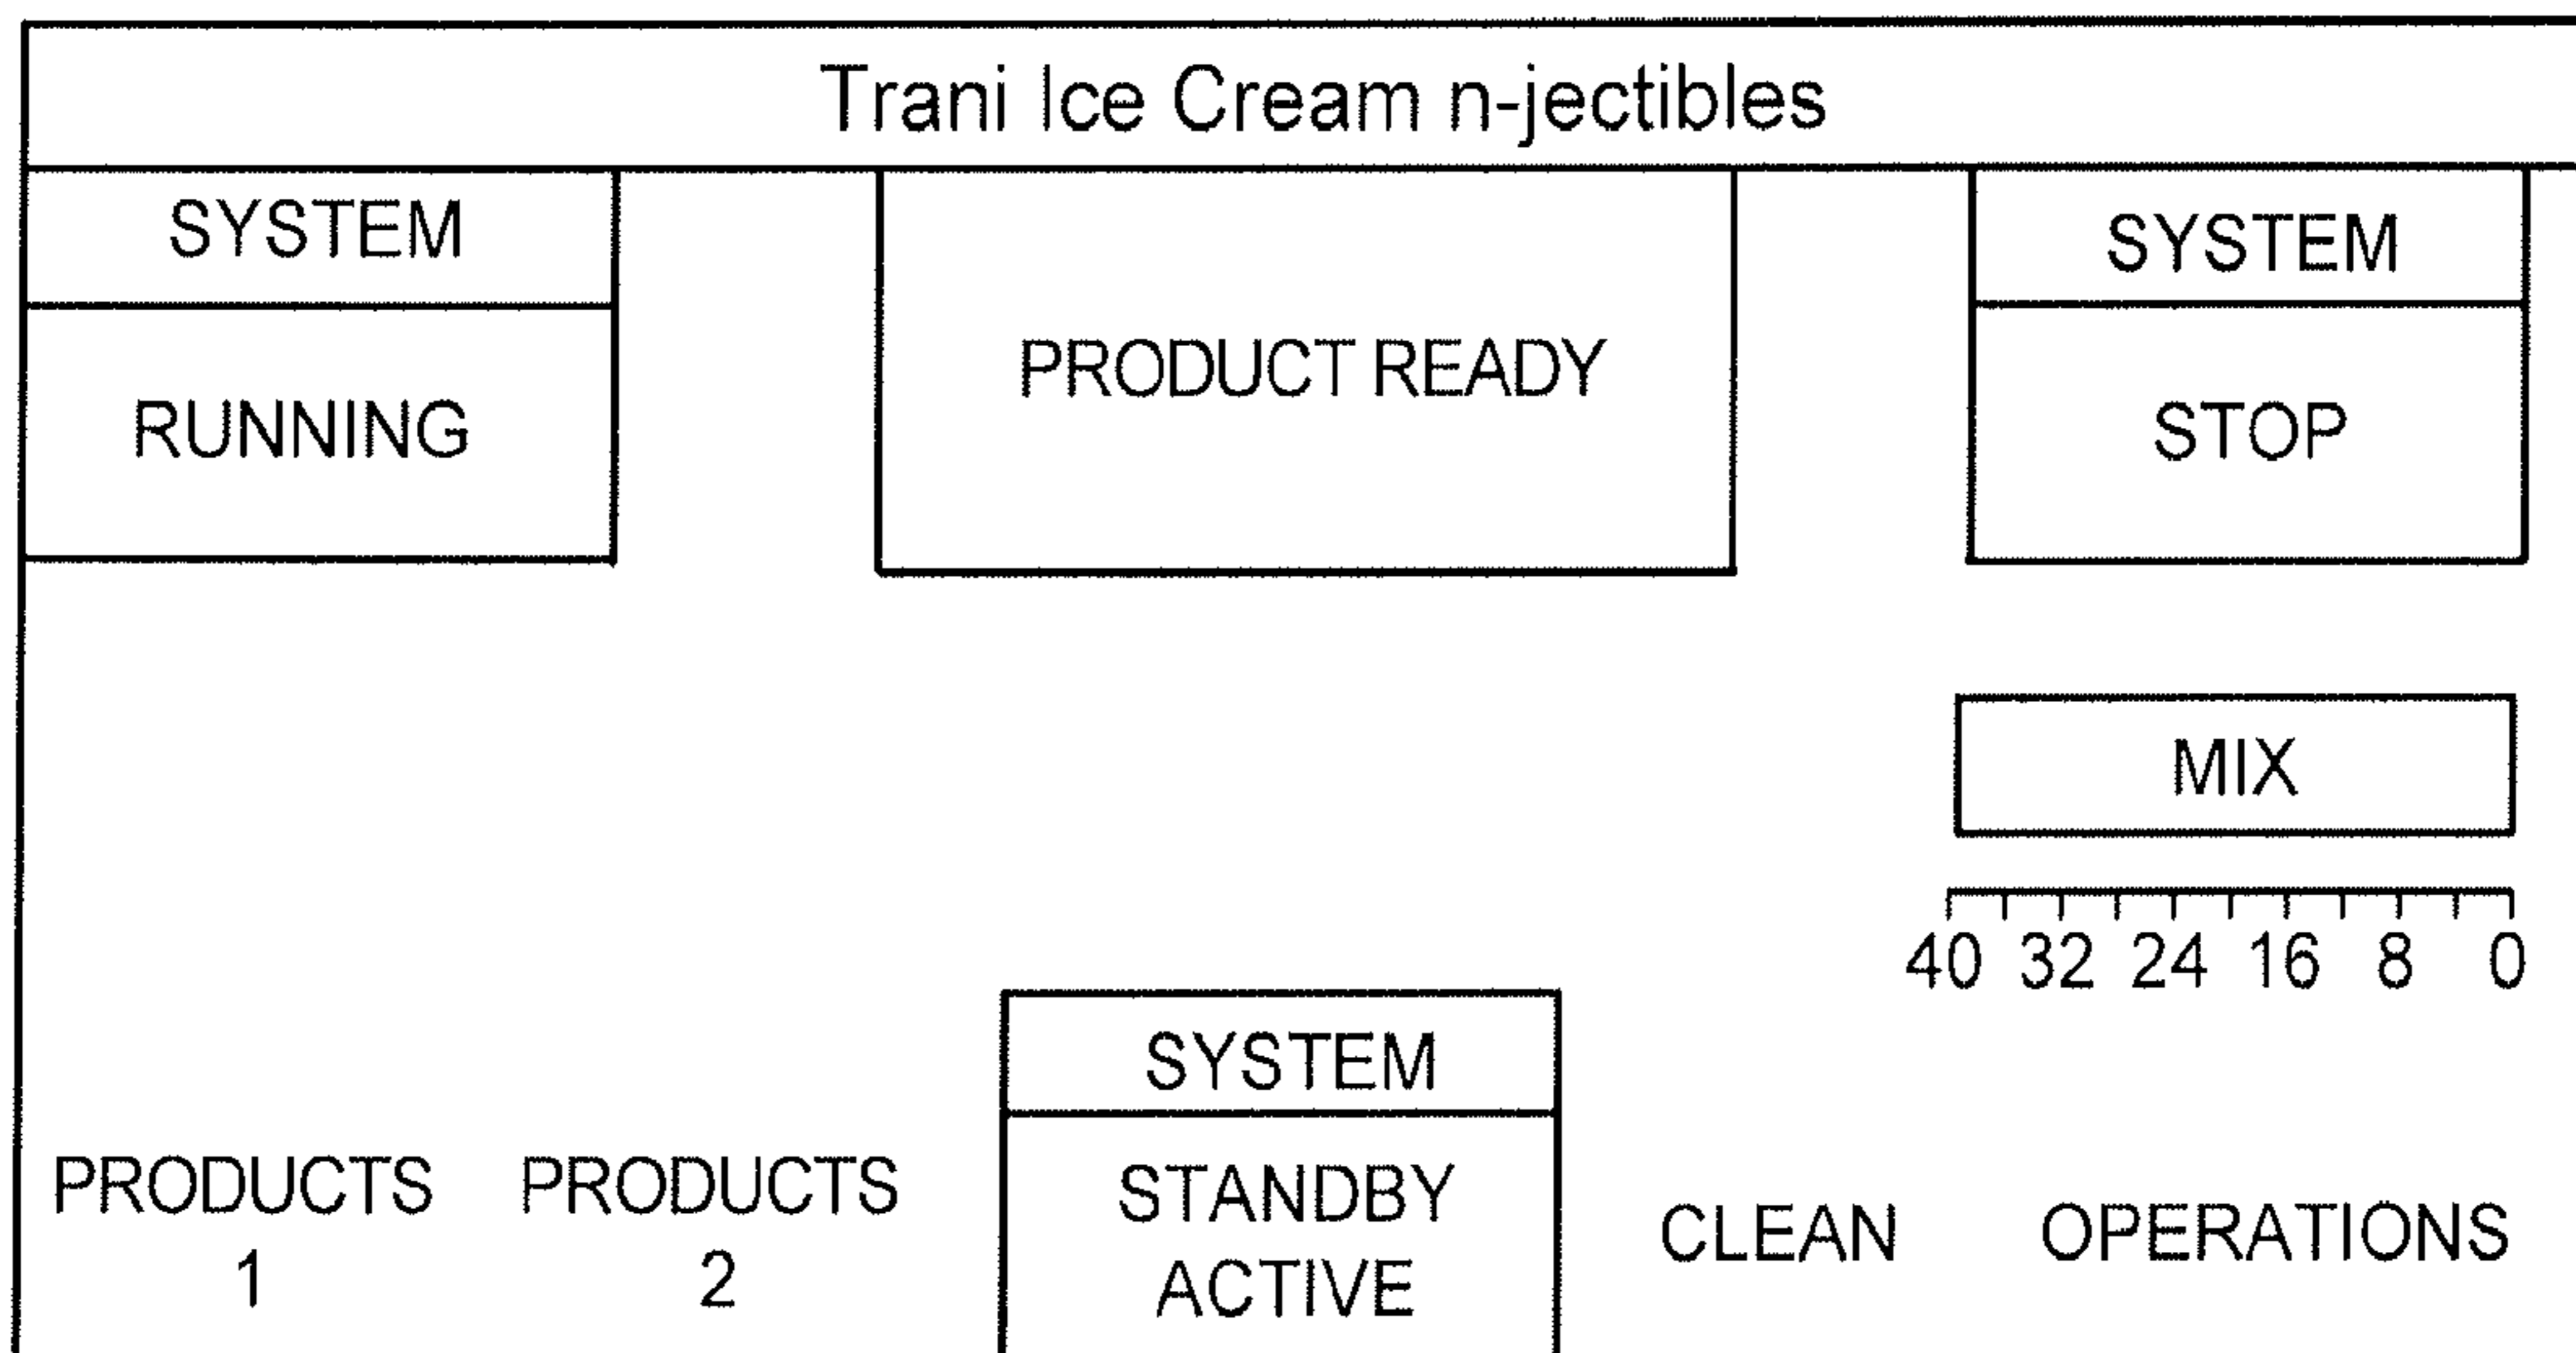 Trani Ice Cream n-jectibles
SYSTEM
RUNNING
PRODUCT READY
SYSTEM
STOP
MIX
40 32 24 16 8 0
SYSTEM
STANDBY
ACTIVE
PRODUCTS
1
PRODUCTS
2
CLEAN
OPERATIONS